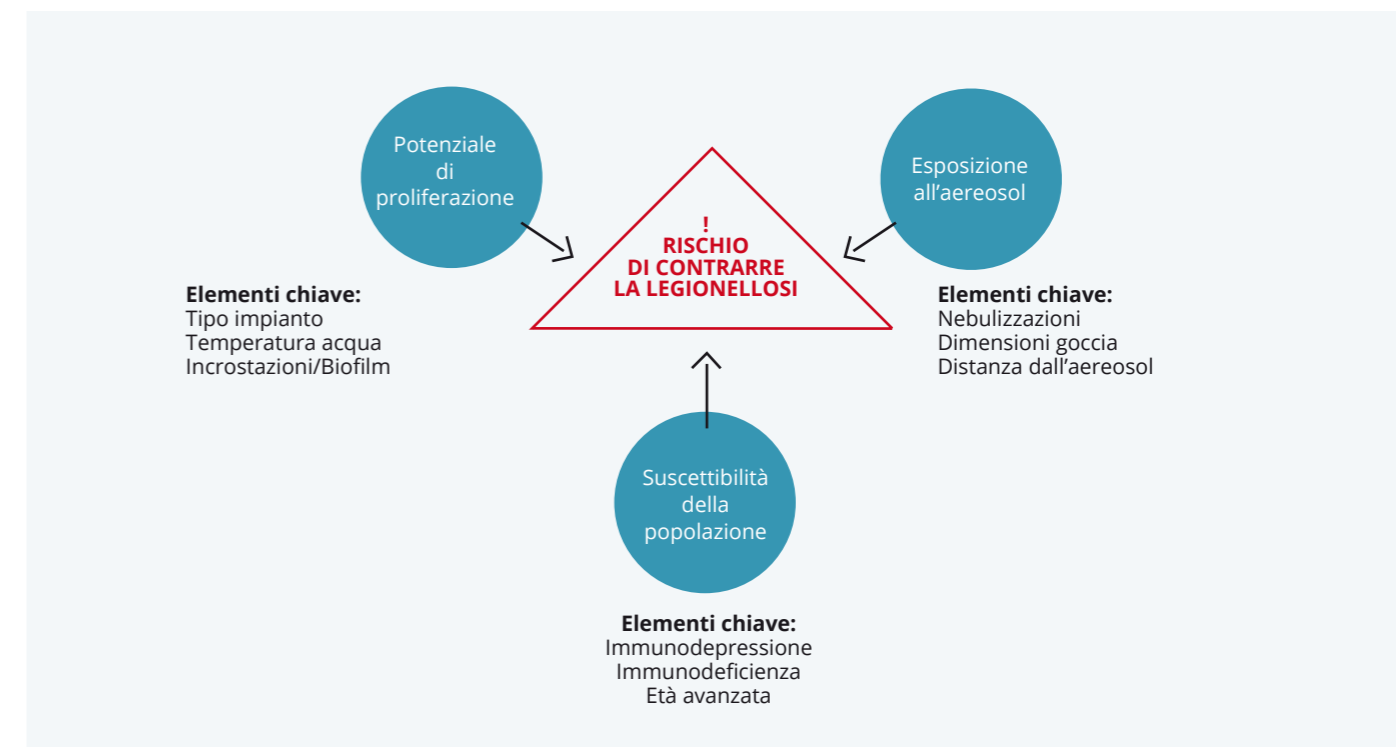 Potenziale
di
proliferazione
Elementi chiave:
Tipo impianto
Temperatura acqua
Incrostazioni/Biofilm
!
RISCHIO
DI CONTRARRE
LA LEGIONELLOSI
Esposizione
all'aereosol
Elementi chiave:
Nebulizzazioni
Dimensioni goccia
Distanza dall'aereosol
Suscettibilità
della
popolazione
Elementi chiave:
Immunodepressione
Immunodeficienza
Età avanzata